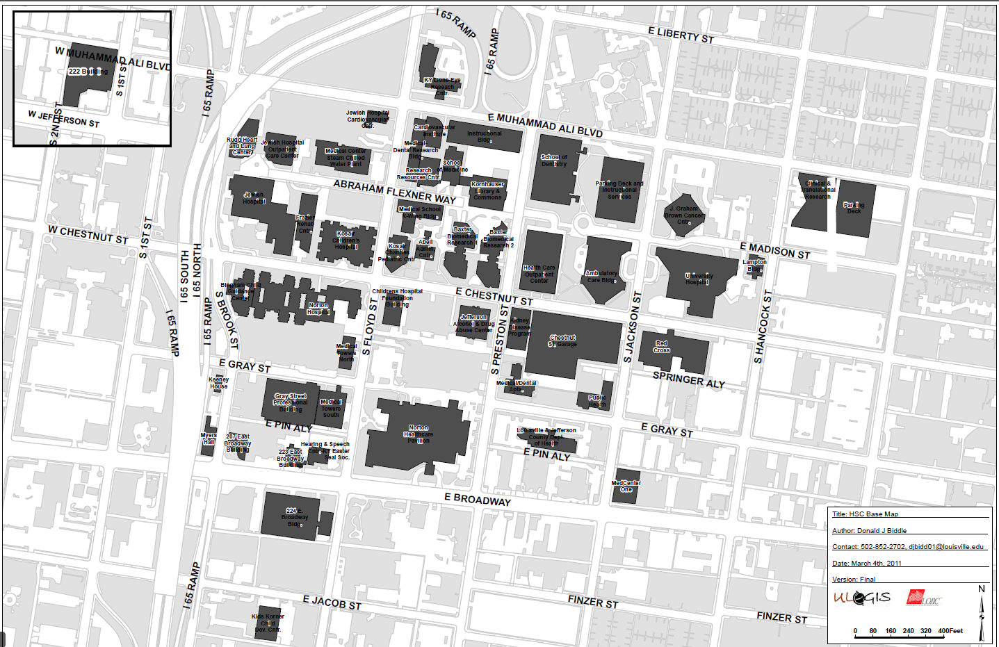 W MUHAMMAD ALI BLVD
222 Building
S 1ST ST
W JEFFERSON ST
S 2ND ST
I 65 RAMP
I 65 RAMP
I 65 RAMP
E LIBERTY ST
KY Lions Eye
Reseach
Cntr.
E MUHAMMAD ALI BLVD
Jewish Hospital
Cardiovascular
Cntr.
Cardiovascular
Institute
Instructional
Bldg.
Rudd Heart
and Lung
Center
Jewish Hospital
Outpatient
Care Center
Medical Center
Steam Chilled
Water Plant
Medical-
Dental Research
Bldg.
School
of Medicine
Research
Resources Cntr.
School of
Dentistry
Parking Deck and
Instructional
Services
Kornhauser
Library &
Commons
Clinical &
Translational
Research
Parking
Deck
ABRAHAM FLEXNER WAY
Jewish
Hospital
Frazier
Rehab
Cntr.
Medical School
K-Wing Bldg.
J. Graham
Brown Cancer
Cntr.
W CHESTNUT ST
S 1ST ST
Kosair
Children's
Hospital
Kosair
Charities
Pediatric Cntr.
Abell
Admin
Cntr.
Baxter
Biomedical
Research 1
Baxter
Biomedical
Research 2
E MADISON ST
Lampton
Bldg.
Health Care
Outpatient
Center
Ambulatory
Care Bldg.
University
Hospital
I 65 SOUTH
I 65 NORTH
Bingham Child
Guidance
Center
Norton
Hospital
Childrens Hospital
Foundation
Building
E CHESTNUT ST
I 65 RAMP
I 65 RAMP
S BROOK ST
S FLOYD ST
Jefferson
Alcohol & Drug
Abuse Center
S PRESTON ST
Kidney
Disease
Program
Chestnut
St. Garage
S JACKSON ST
Red
Cross
S HANCOCK ST
Medical
Towers
North
E GRAY ST
SPRINGER ALY
Keeney
House
Gray Street
Professional
Building
Medical
Towers
South
Medical/Dental
Apts.
Public
Health
E PIN ALY
Myers
Hall
207 East
Broadway
Building
223 East
Broadway
Building
Hearing & Speech
Cntr.-KY Easter
Seal Soc.
Norton
Healthcare
Pavilion
Louisville & Jefferson
County Dept.
of Health
E PIN ALY
E GRAY ST
MedCenter
One
E BROADWAY
224 E.
Broadway
Bldg.
I 65 RAMP
E JACOB ST
FINZER ST
FINZER ST
Kids Korner
Child
Dev. Cntr.
Title: HSC Base Map
Author: Donald J Biddle
Contact: 502-852-2702, djbidd01@louisville.edu
Date: March 4th, 2011
Version: Final
ULGIS
LOJIC
N
0 80 160 240 320 400Feet